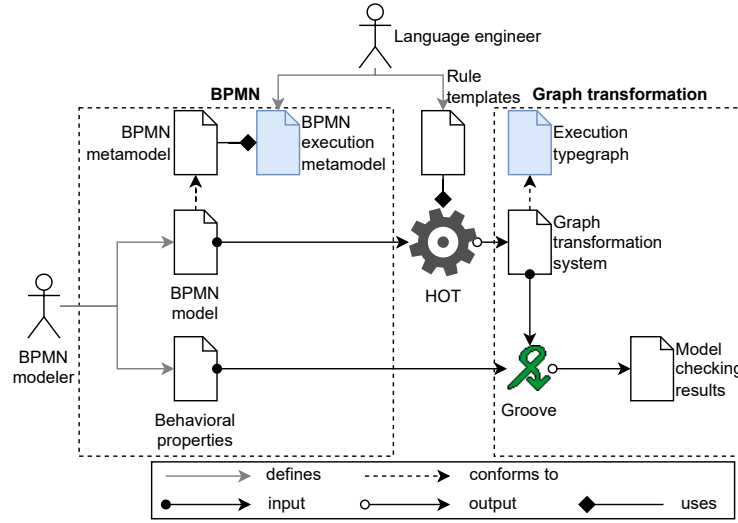 Language engineer
Rule
templates
BPMN
Graph transformation
BPMN
metamodel
BPMN
execution
metamodel
Execution
typegraph
Graph
transformation
system
BPMN
model
HOT
BPMN
modeler
Behavioral
properties
Groove
Model
checking
results
defines
conforms to
input
output
uses